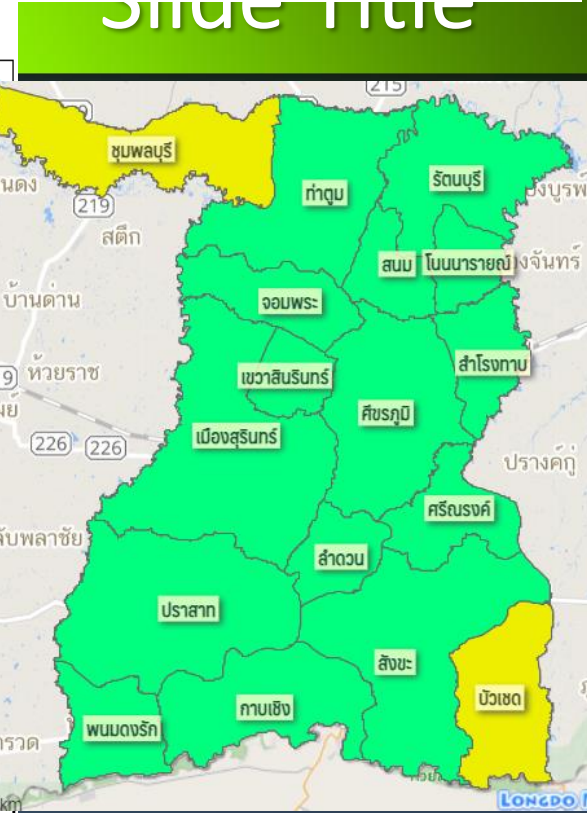 Slide Title
215
ชุมพลบุรี
ท่าตูม
รัตนบุรี
219
สตึก
สนม
โนนนารายณ์
บ้านด่าน
จอมพระ
สำโรงทาบ
ห้วยราช
เขวาสินรินทร์
ศีขรภูมิ
เมืองสุรินทร์
226
226
ปรางค์กู่
ศรีณรงค์
ลำดวน
ปราสาท
สังขะ
บัวเชด
กาบเชิง
พนมดงรัก
km